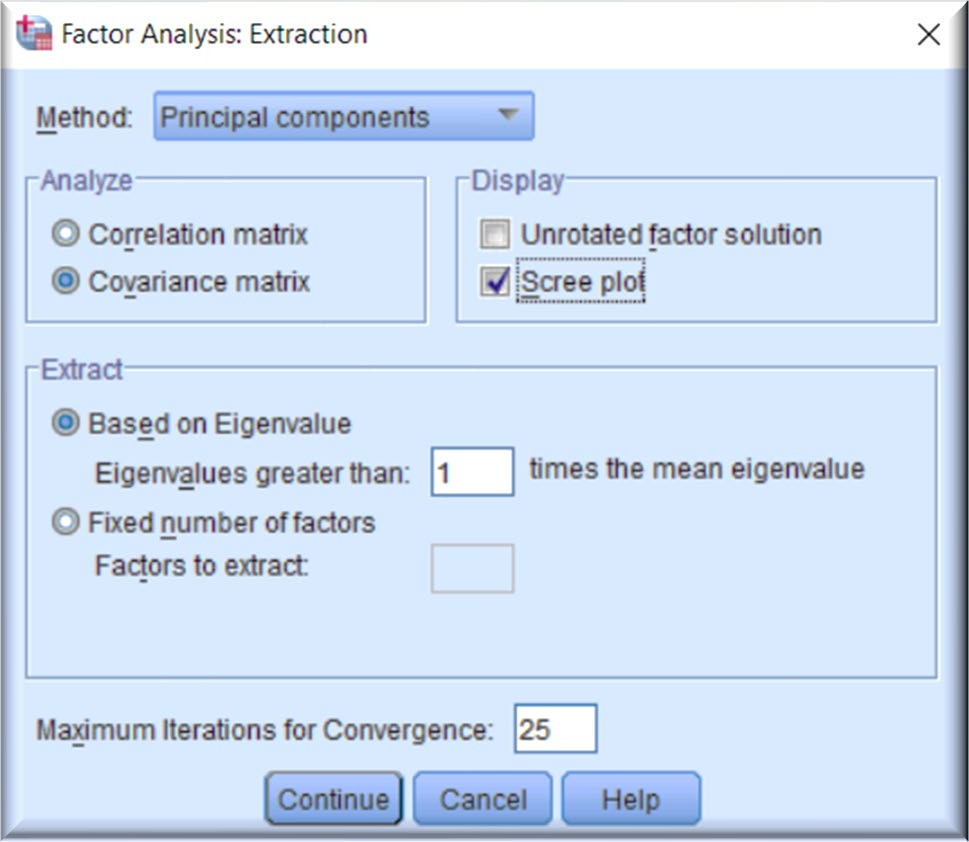 Factor Analysis: Extraction
Method: Principal components
Analyze
Correlation matrix
Covariance matrix
Display
Unrotated factor solution
Scree plot
Extract
Based on Eigenvalue
Eigenvalues greater than: 1 times the mean eigenvalue
Fixed number of factors
Factors to extract:
Maximum Iterations for Convergence: 25
Continue Cancel Help